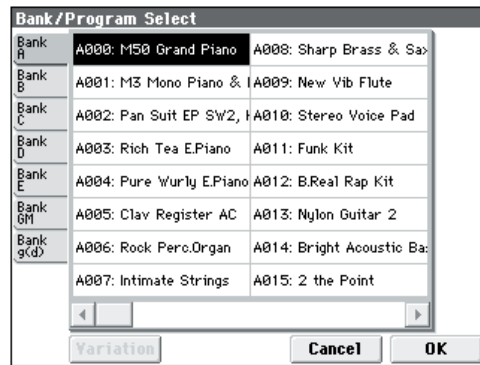 Bank/Program Select
Bank A
Bank B
Bank C
Bank D
Bank E
Bank GM
Bank g(d)
A000: M50 Grand Piano
A001: M3 Mono Piano &
A002: Pan Suit EP SW2,
A003: Rich Tea E.Piano
A004: Pure Wurly E.Piano
A005: Clav Register AC
A006: Rock Perc.Organ
A007: Intimate Strings
A008: Sharp Brass & Sax
A009: New Vib Flute
A010: Stereo Voice Pad
A011: Funk Kit
A012: B.Real Rap Kit
A013: Nylon Guitar 2
A014: Bright Acoustic Ba
A015: 2 the Point
Variation
Cancel
OK